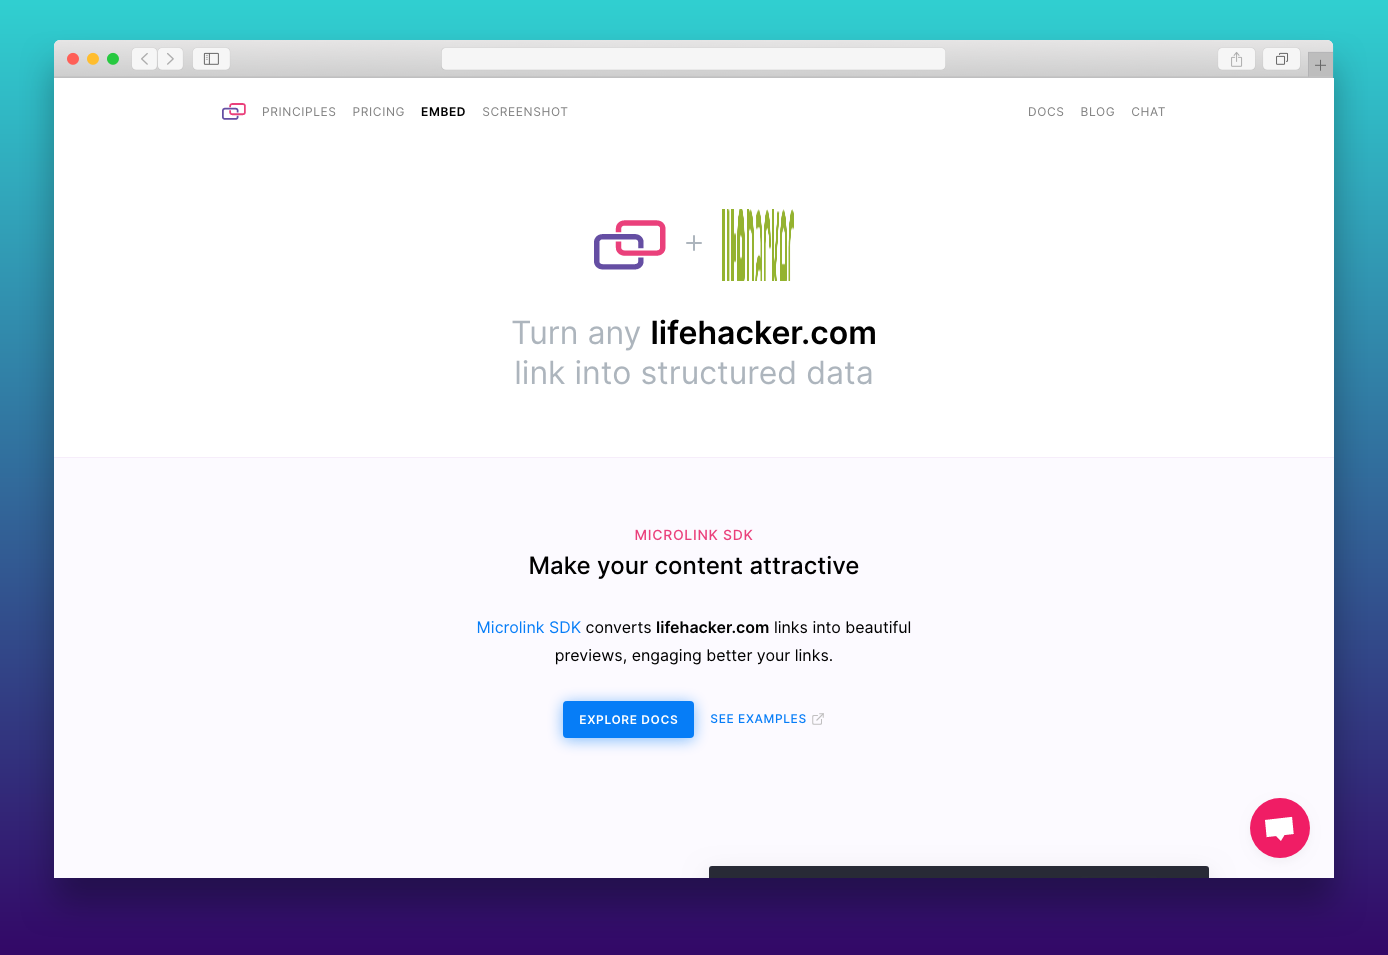 PRINCIPLES PRICING EMBED SCREENSHOT DOCS BLOG CHAT
+ lifehacker
Turn any lifehacker.com
link into structured data
MICROLINK SDK
Make your content attractive
Microlink SDK converts lifehacker.com links into beautiful
previews, engaging better your links.
EXPLORE DOCS SEE EXAMPLES